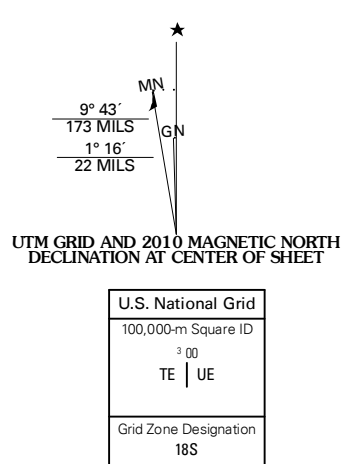 ★
MN
GN
9° 43´
173 MILS
1° 16´
22 MILS
UTM GRID AND 2010 MAGNETIC NORTH
DECLINATION AT CENTER OF SHEET
U.S. National Grid
100,000-m Square ID
3 00
TE | UE
Grid Zone Designation
18S